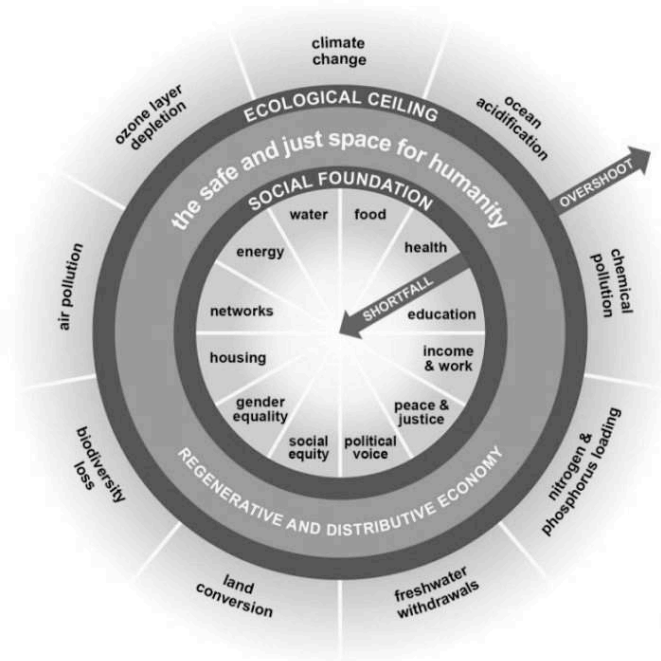 climate
change
ocean
acidification
OVERSHOOT
chemical
pollution
nitrogen &
phosphorus loading
freshwater
withdrawals
land
conversion
biodiversity
loss
air pollution
ozone layer
depletion
ECOLOGICAL CEILING
the safe and just space for humanity
SOCIAL FOUNDATION
water
food
health
SHORTFALL
education
income
& work
peace &
justice
political
voice
social
equity
gender
equality
housing
networks
energy
REGENERATIVE AND DISTRIBUTIVE ECONOMY